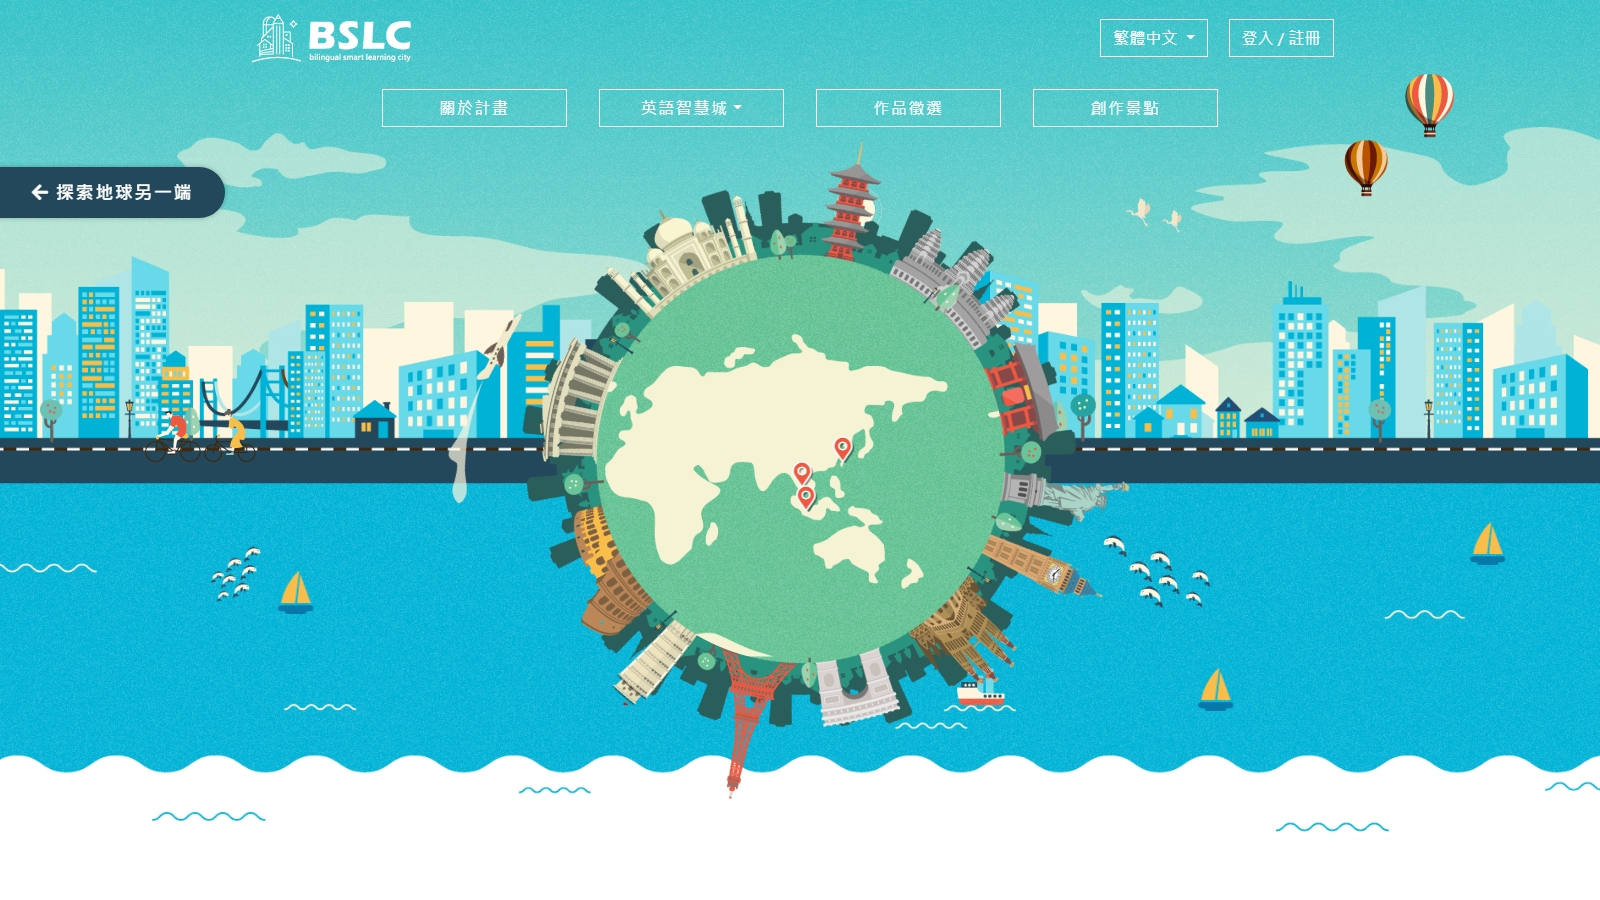 BSLC
bilingual smart learning city
繁體中文
登入 / 註冊
關於計畫
英語智慧城
作品徵選
創作景點
探索地球另一端